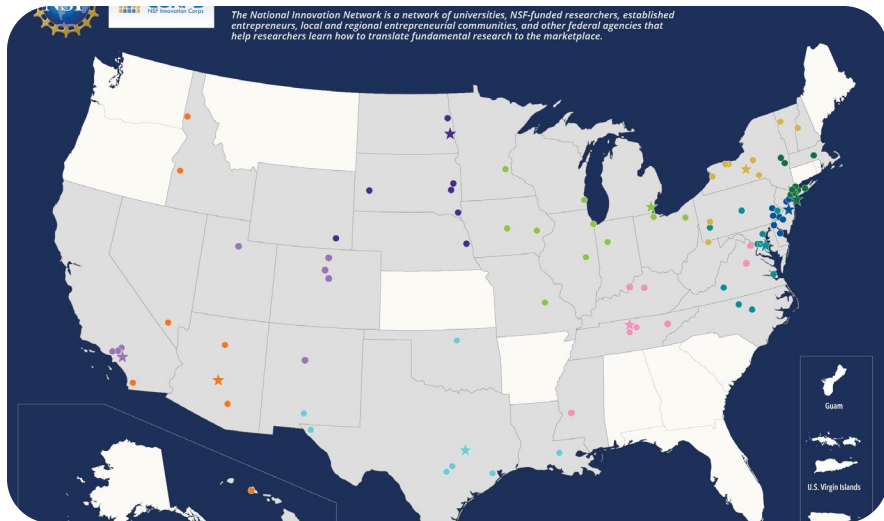 NSF Innovation Corps
The National Innovation Network is a network of universities, NSF-funded researchers, established
entrepreneurs, local and regional entrepreneurial communities, and other federal agencies that
help researchers learn how to translate fundamental research to the marketplace.
Guam
U.S. Virgin Islands